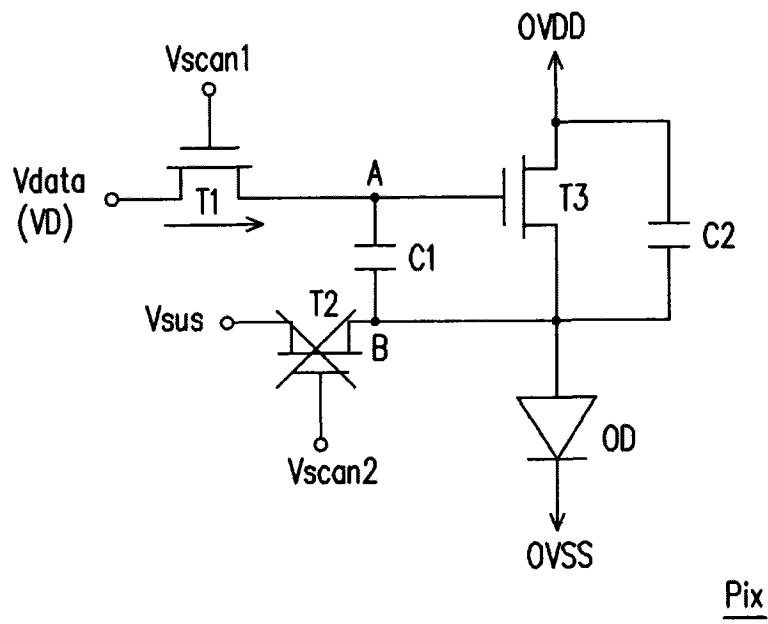 OVDD
Vscan1
Vdata
(VD)
T1
A
T3
C1
C2
Vsus
T2
B
OD
Vscan2
OVSS
Pix